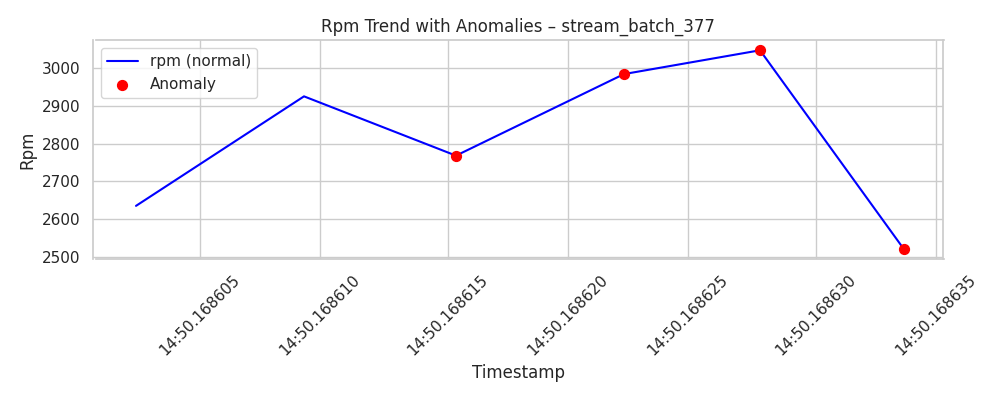 Rpm Trend with Anomalies – stream_batch_377
rpm (normal)
Anomaly
Rpm
3000
2900
2800
2700
2600
2500
14:50.168605
14:50.168610
14:50.168615
14:50.168620
14:50.168625
14:50.168630
14:50.168635
Timestamp